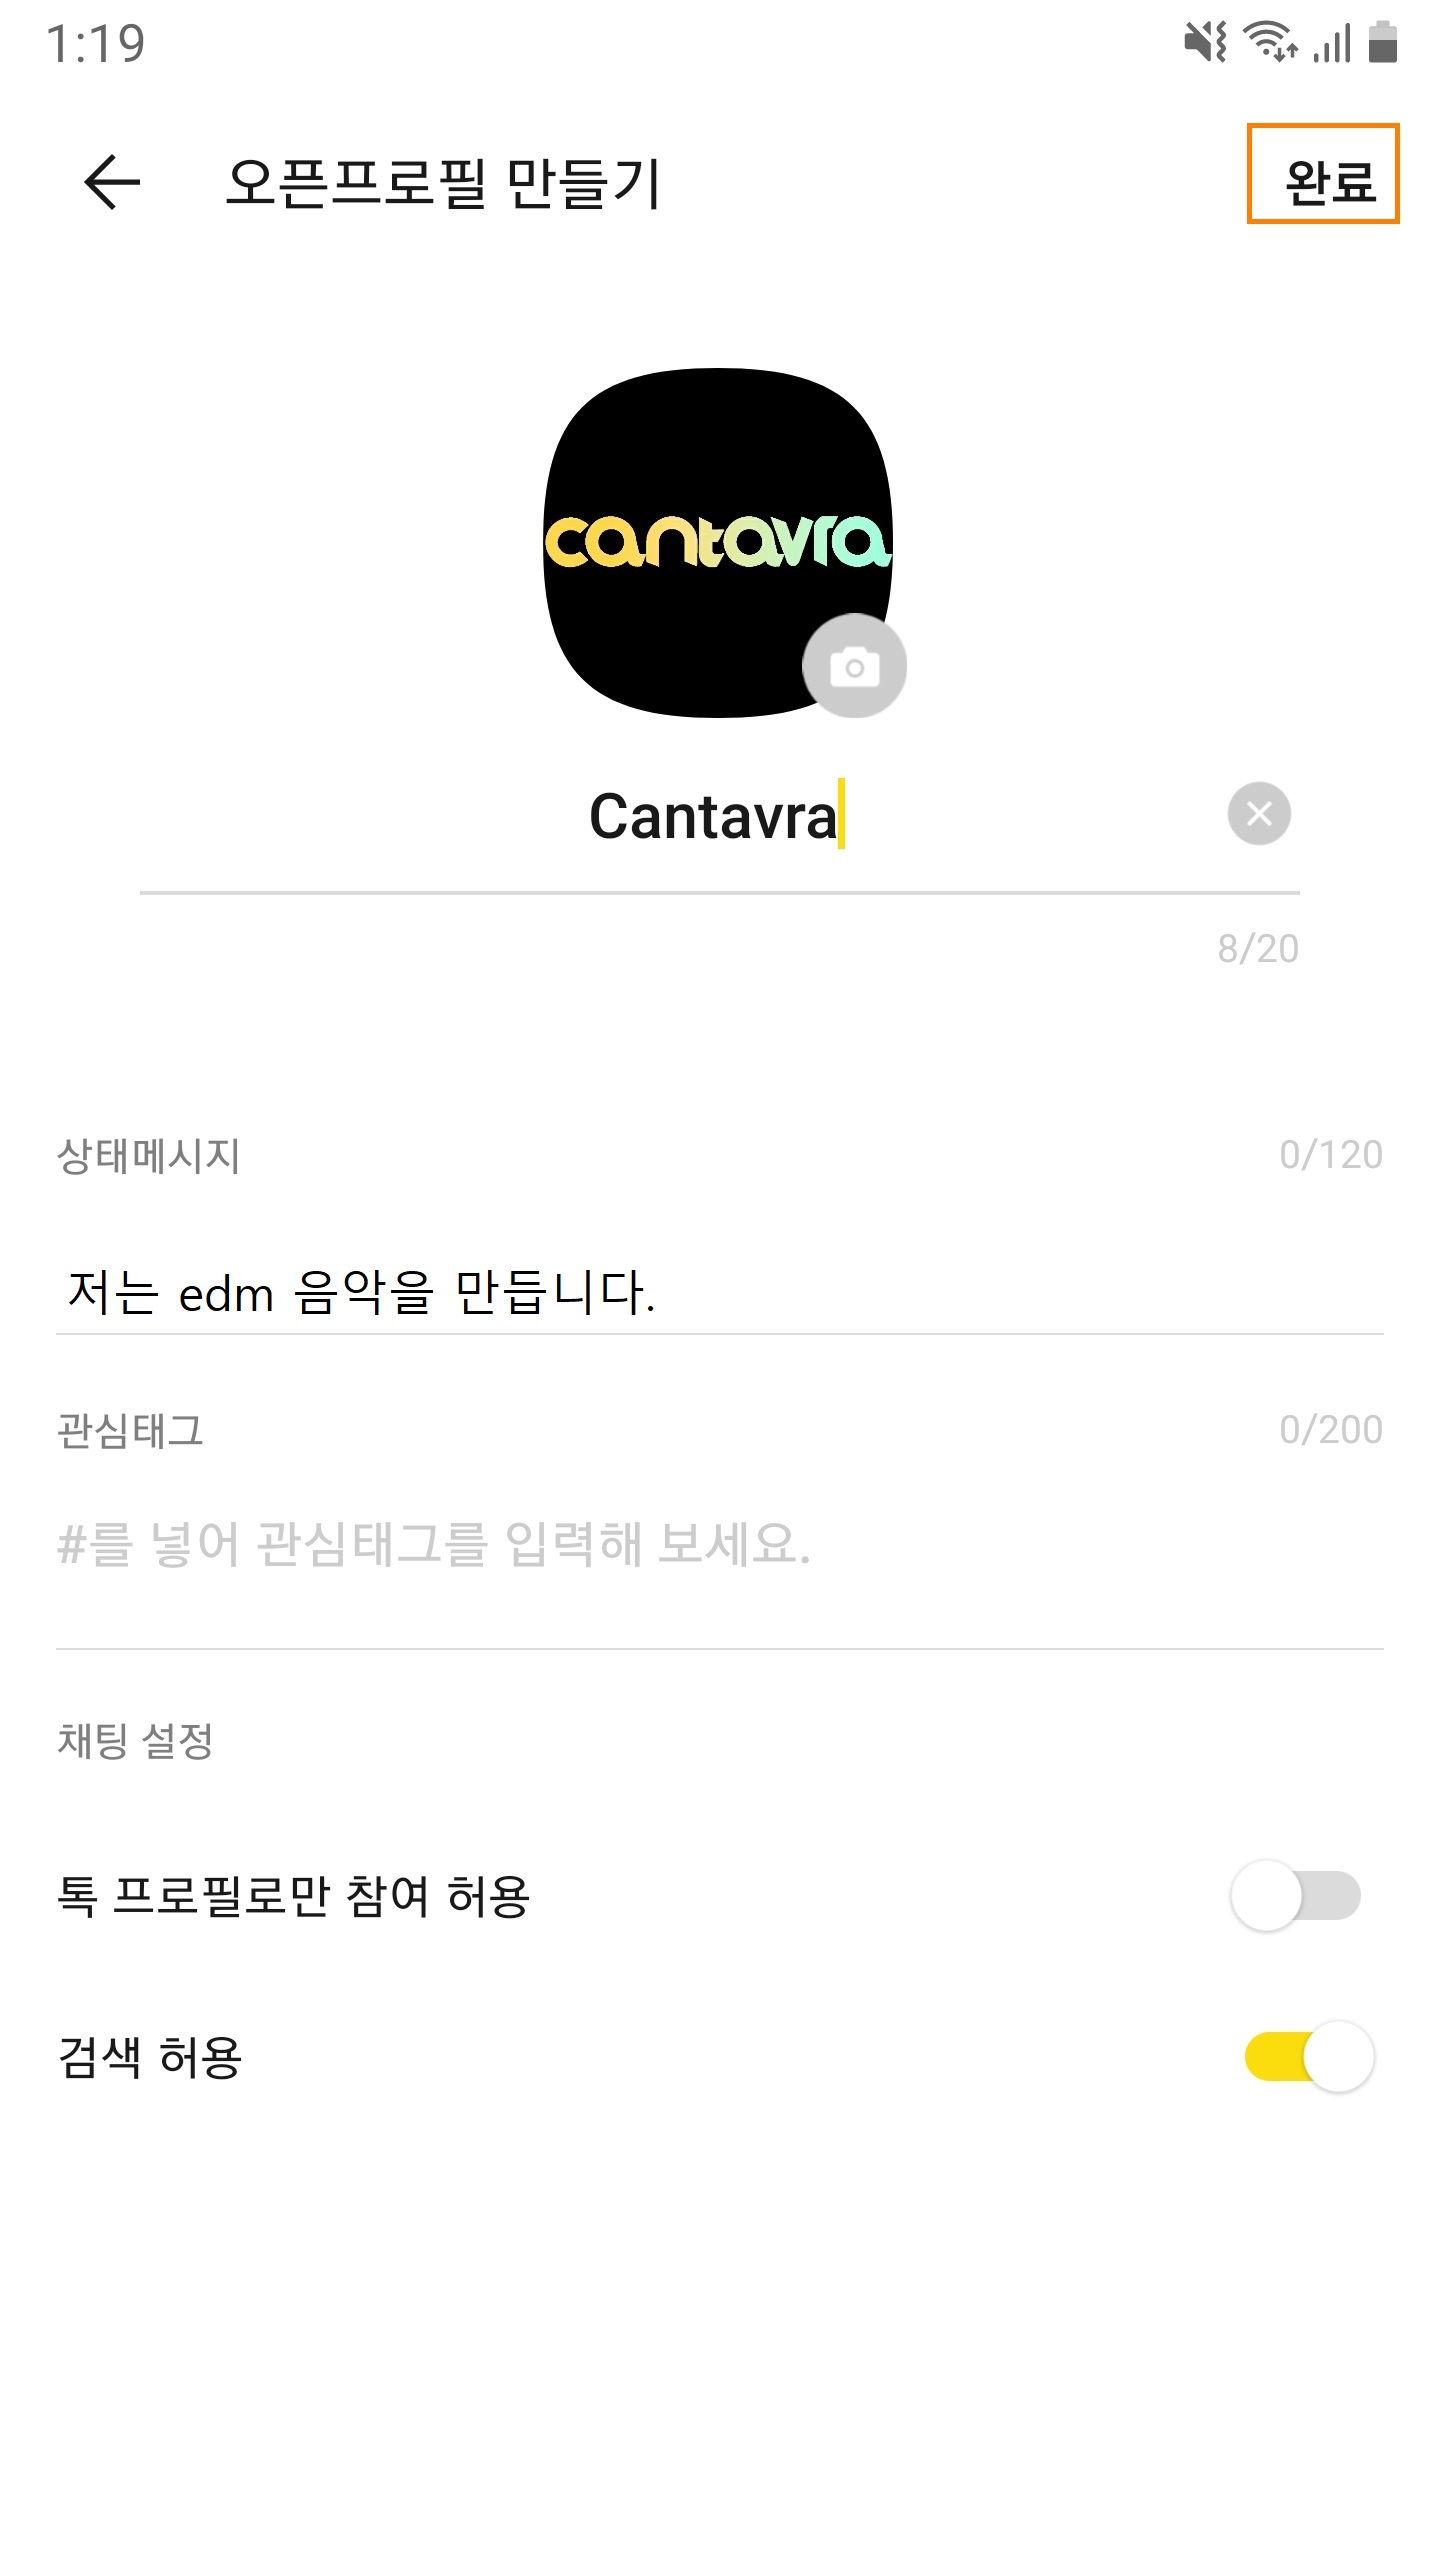 1:19
오픈프로필 만들기
완료
cantavra
Cantavra
8/20
상태메시지
0/120
저는 edm 음악을 만듭니다.
관심태그
0/200
#를 넣어 관심태그를 입력해 보세요.
채팅 설정
톡 프로필로만 참여 허용
검색 허용